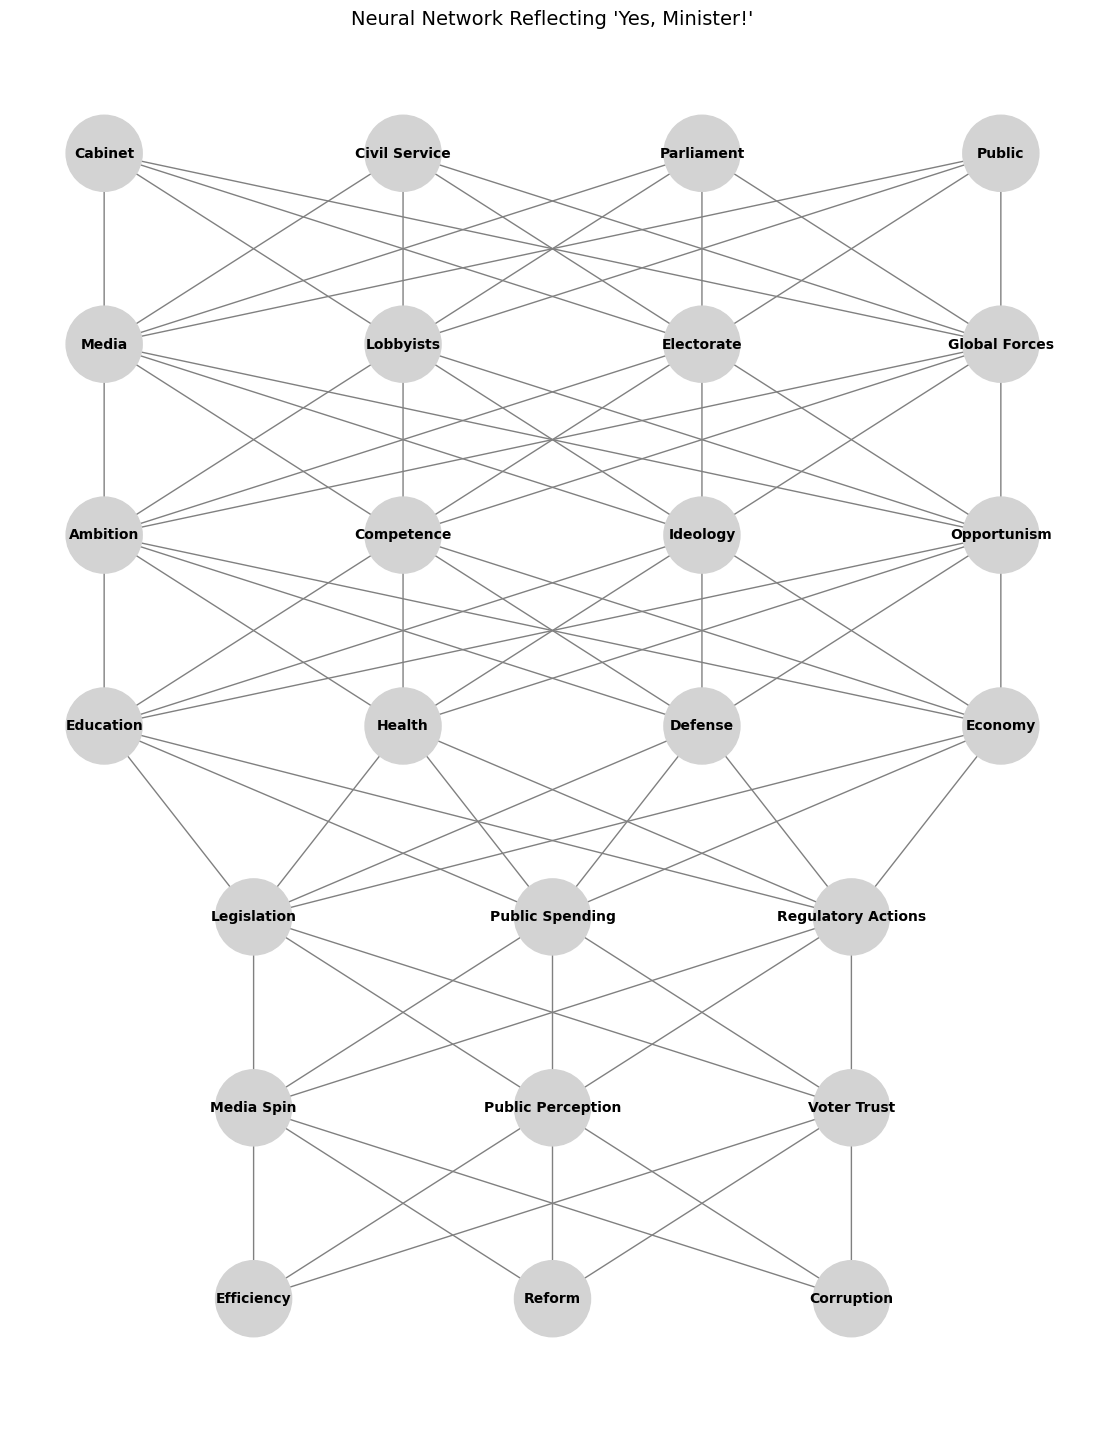 Neural Network Reflecting 'Yes, Minister!'
Cabinet
Civil Service
Parliament
Public
Media
Lobbyists
Electorate
Global Forces
Ambition
Competence
Ideology
Opportunism
Education
Health
Defense
Economy
Legislation
Public Spending
Regulatory Actions
Media Spin
Public Perception
Voter Trust
Efficiency
Reform
Corruption